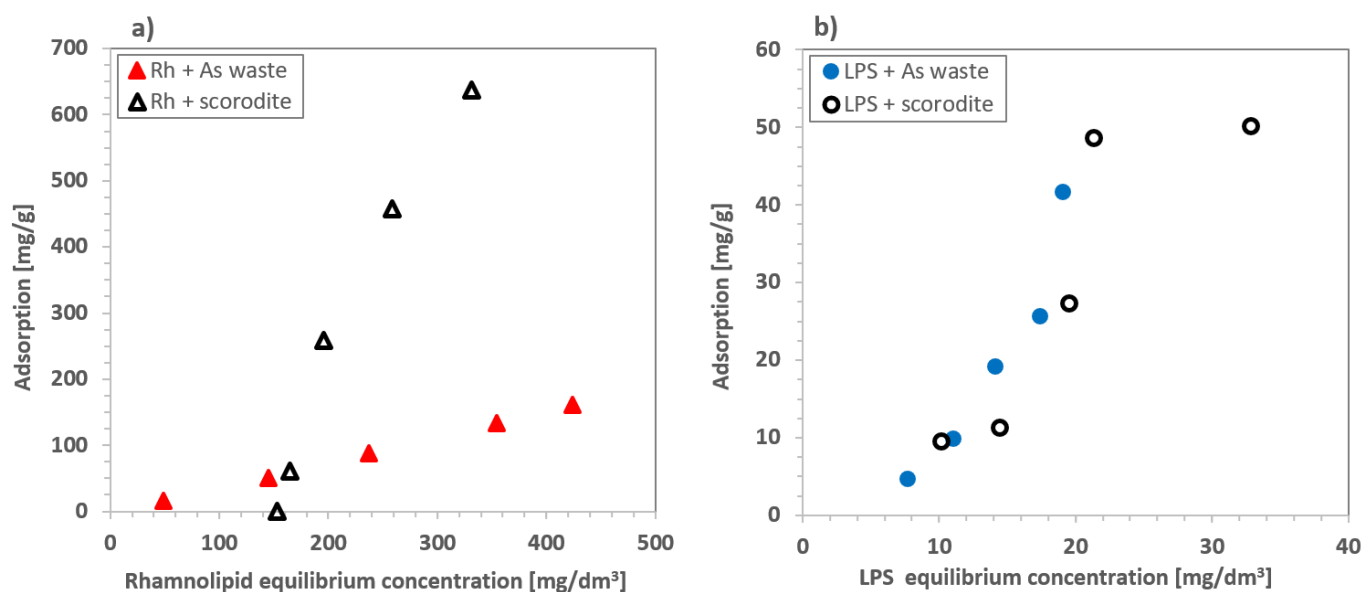 a)
700
600
500
400
300
200
100
0
Adsorption [mg/g]
Rh + As waste
Rh + scorodite
0 100 200 300 400 500
Rhamnolipid equilibrium concentration [mg/dm³]
b)
60
50
40
30
20
10
0
Adsorption [mg/g]
LPS + As waste
LPS + scorodite
0 10 20 30 40
LPS equilibrium concentration [mg/dm³]